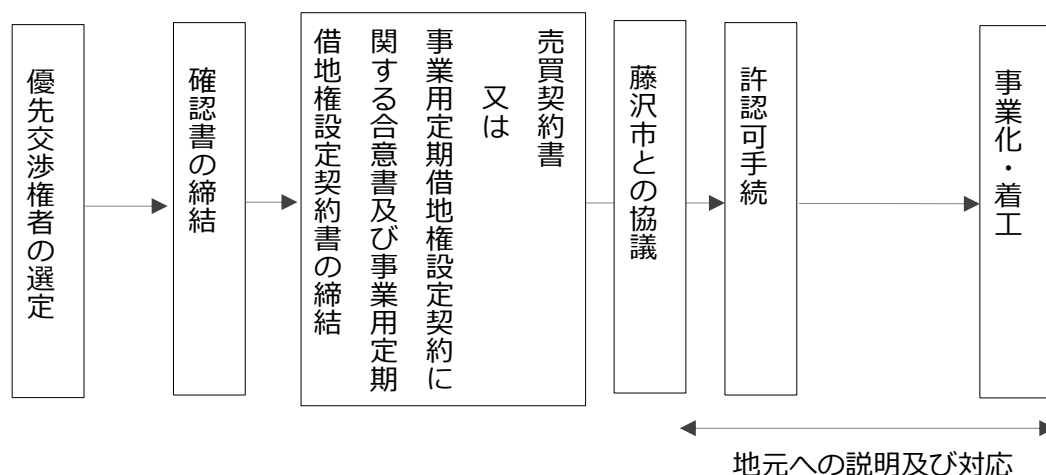 優先交渉権者の選定
確認書の締結
売買契約書
又は
事業用定期借地権設定契約に
関する合意書及び事業用定期
借地権設定契約書の締結
藤沢市との協議
許認可手続
事業化・着工
地元への説明及び対応